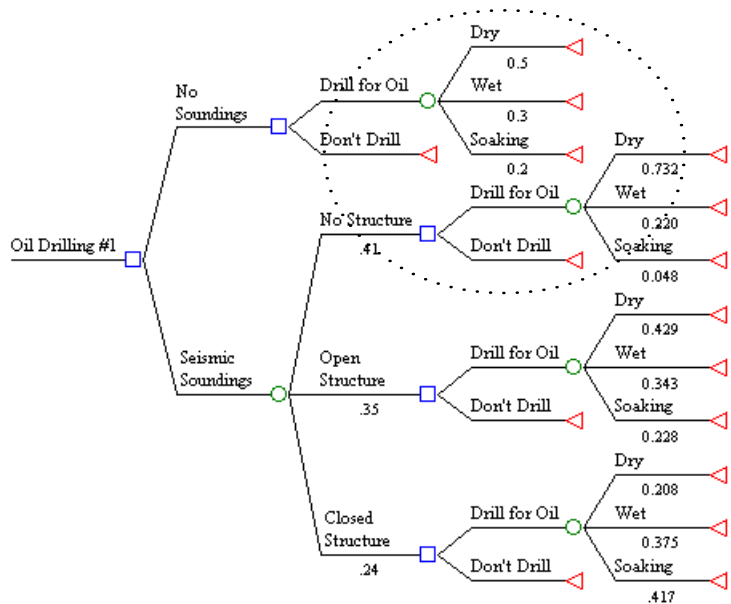 Dry
0.5
No
Soundings
Drill for Oil
Wet
0.3
Don't Drill
Soaking
0.2
Dry
0.732
Drill for Oil
Wet
0.220
No Structure
.41
Don't Drill
Soaking
0.048
Oil Drilling #1
Dry
0.429
Seismic
Soundings
Open
Structure
.35
Drill for Oil
Wet
0.343
Don't Drill
Soaking
0.228
Dry
0.208
Closed
Structure
.24
Drill for Oil
Wet
0.375
Don't Drill
Soaking
.417